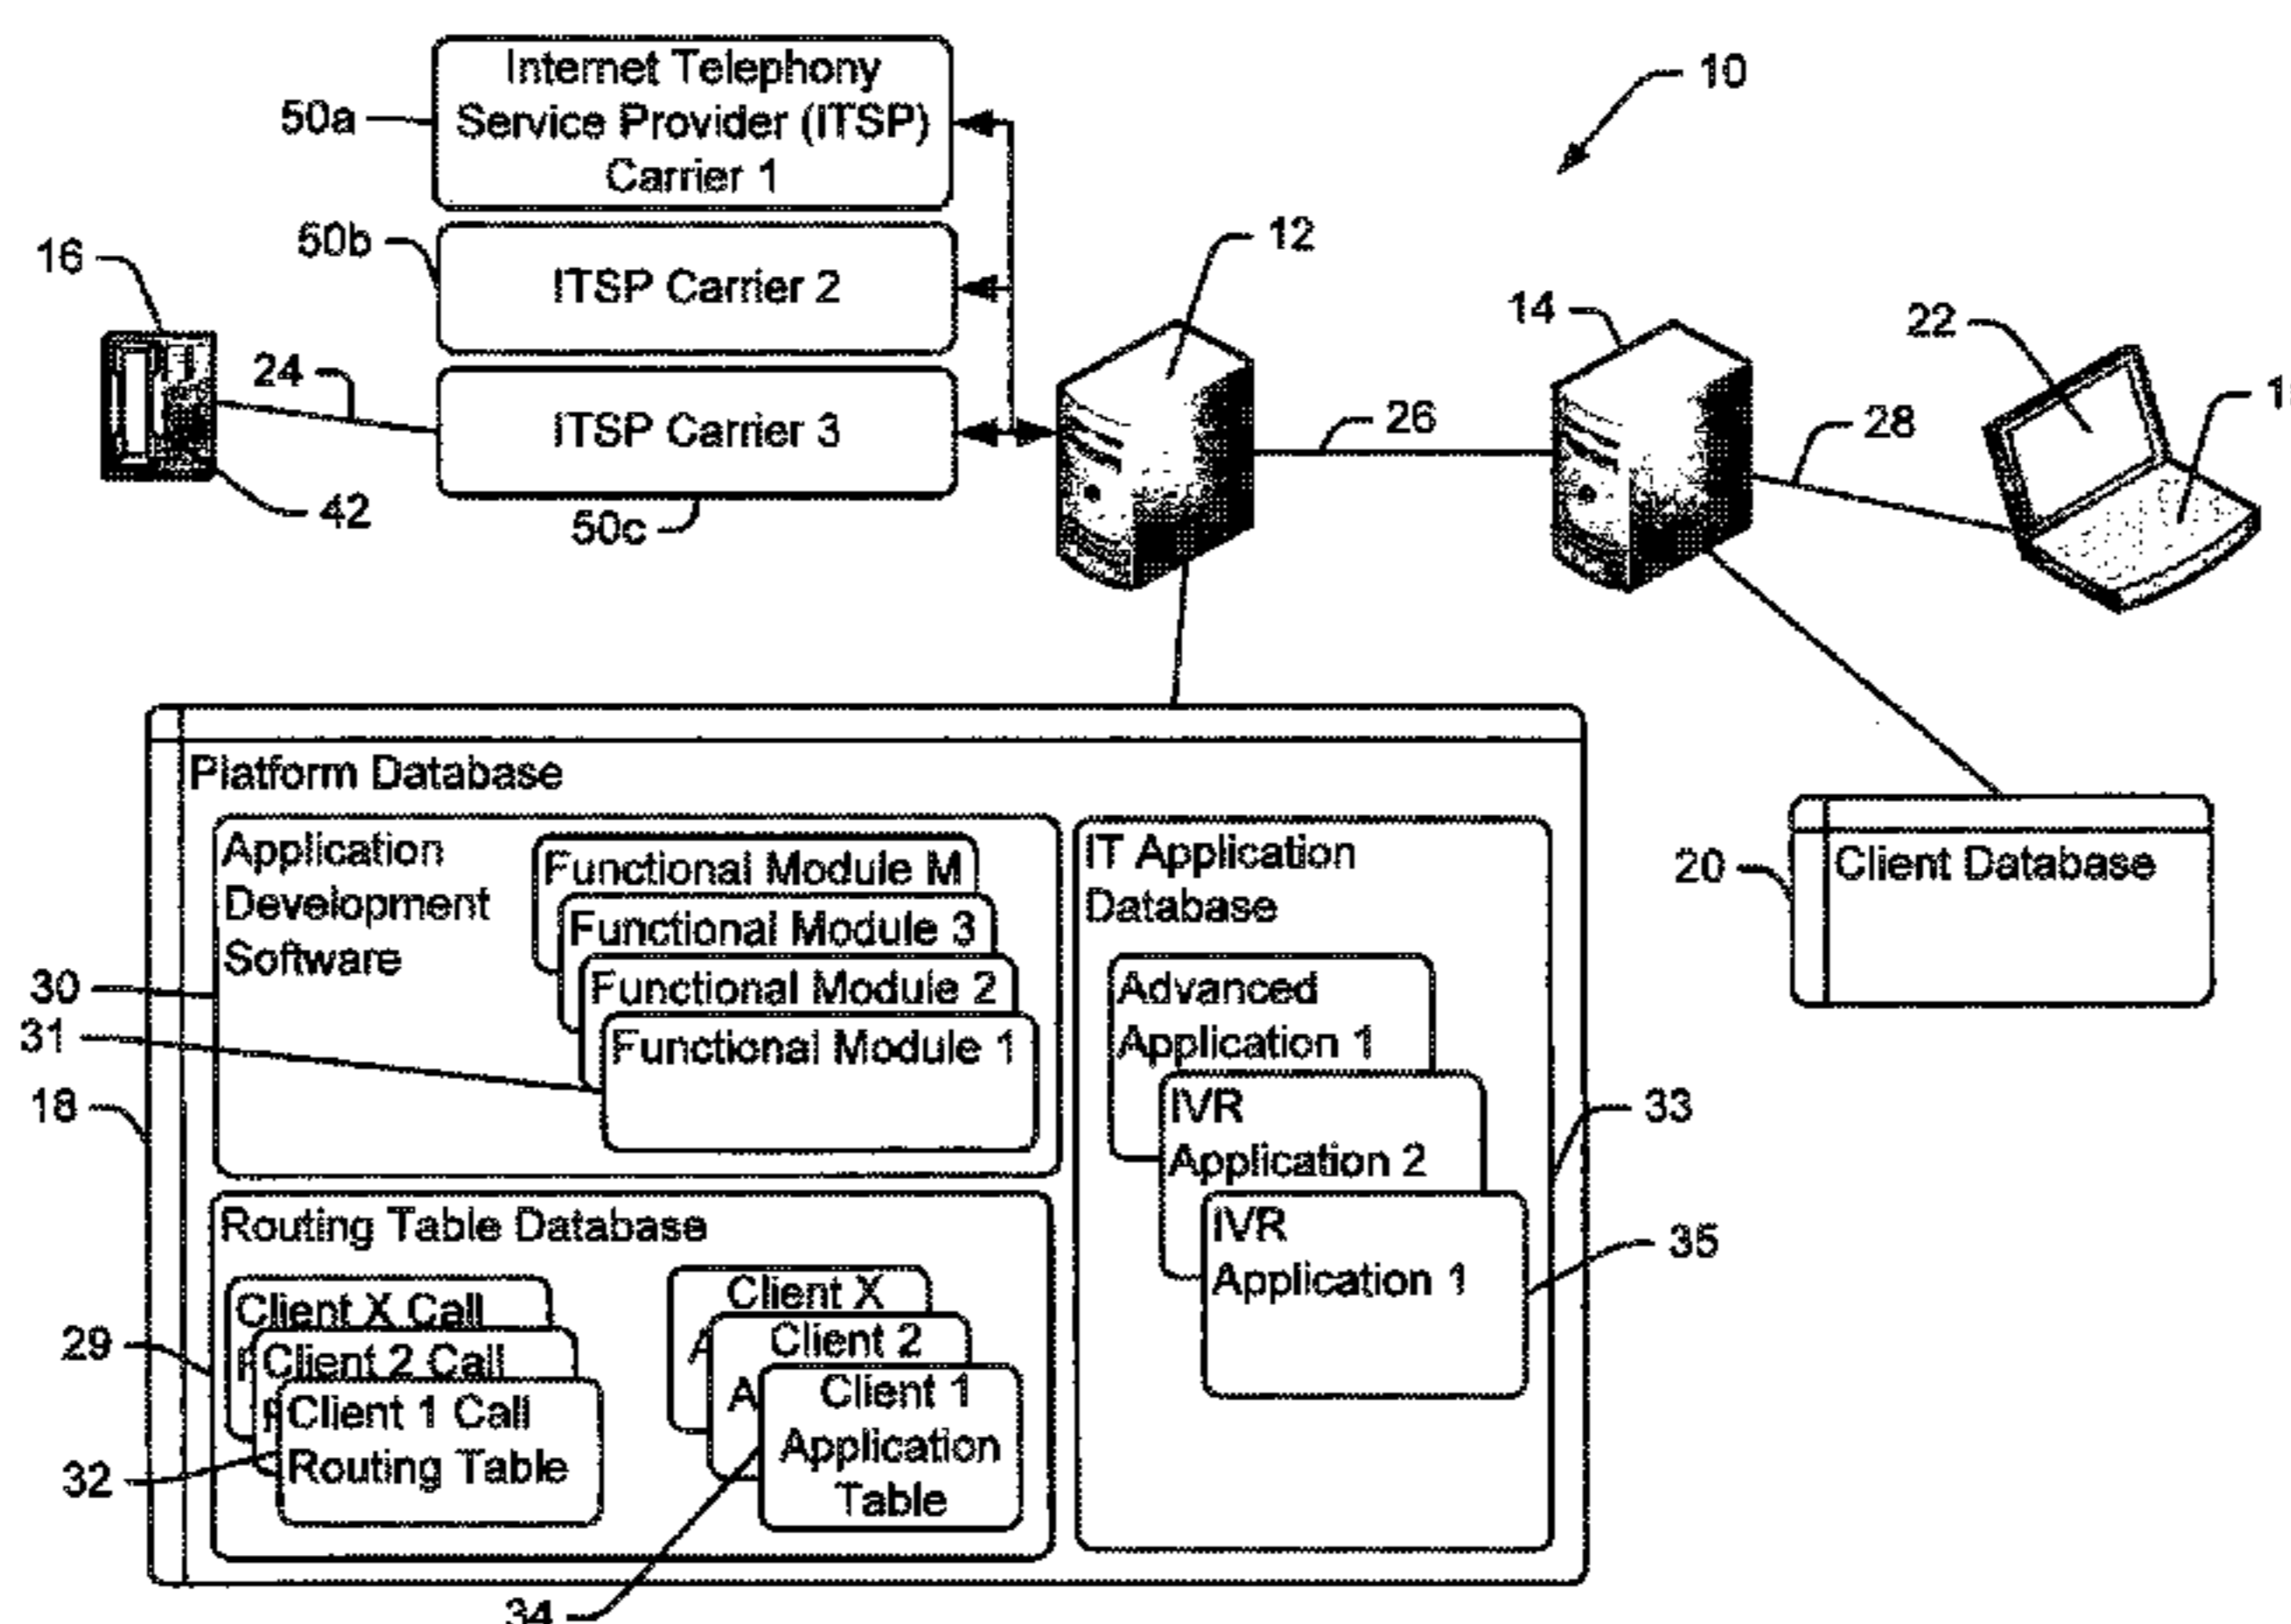 Internet Telephony
Service Provider (ITSP)
Carrier 1
50a
10
50b
ITSP Carrier 2
12
16
14
22
24
ITSP Carrier 3
26
28
42
50c
Platform Database
Application
Development
Software
Functional Module M
Functional Module 3
Functional Module 2
Functional Module 1
30
31
18
IT Application
Database
Advanced
Application 1
IVR
Application 2
IVR
Application 1
33
35
20
Client Database
Routing Table Database
Client X Call
Client 2 Call
Client 1 Call
Routing Table
29
32
Client X
A
Client 2
A
Client 1
Application
Table
34